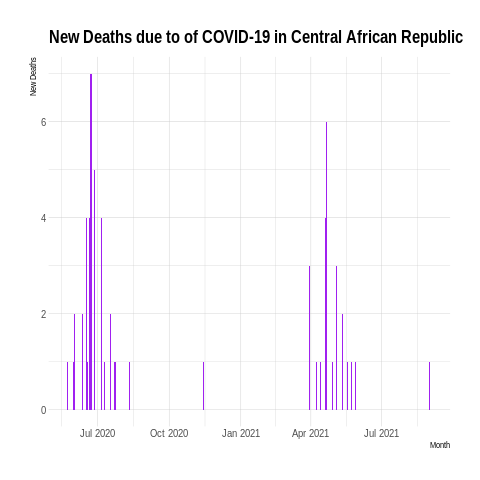 New Deaths due to of COVID-19 in Central African Republic
New Deaths
6
4
2
0
Jul 2020 Oct 2020 Jan 2021 Apr 2021 Jul 2021
Month